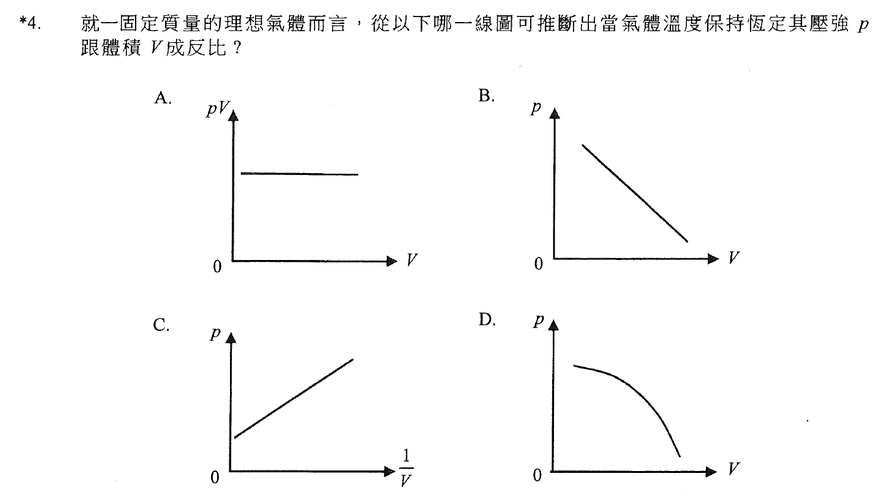 *4. 就一固定質量的理想氣體而言，從以下哪一線圖可推斷出當氣體溫度保持恆定其壓強 p
跟體積 V 成反比？
A. B.
pV p
0 V 0 V
C. D.
p p
0 1/V 0 V